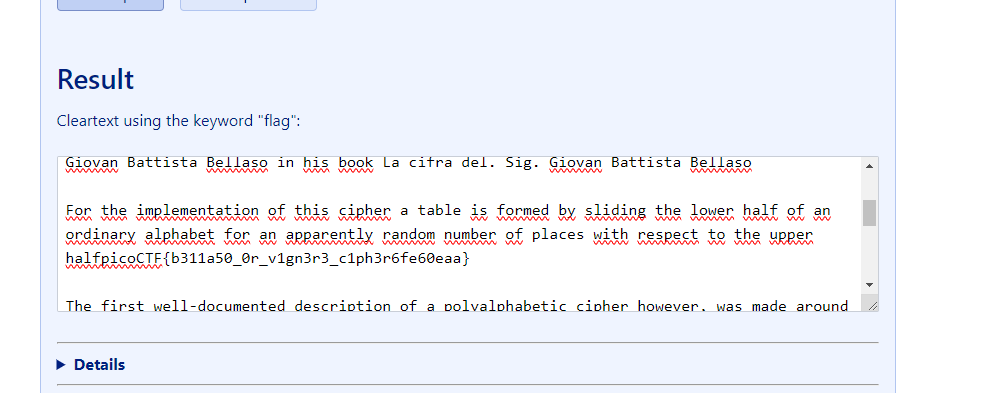 Result
Cleartext using the keyword "flag":
Giovan Battista Bellaso in his book La cifra del. Sig. Giovan Battista Bellaso
For the implementation of this cipher a table is formed by sliding the lower half of an
ordinary alphabet for an apparently random number of places with respect to the upper
halfpicoCTF{b311a50_0r_v1gn3r3_c1ph3r6fe60eaa}
The first well-documented description of a polyalphabetic cipher however, was made around
Details